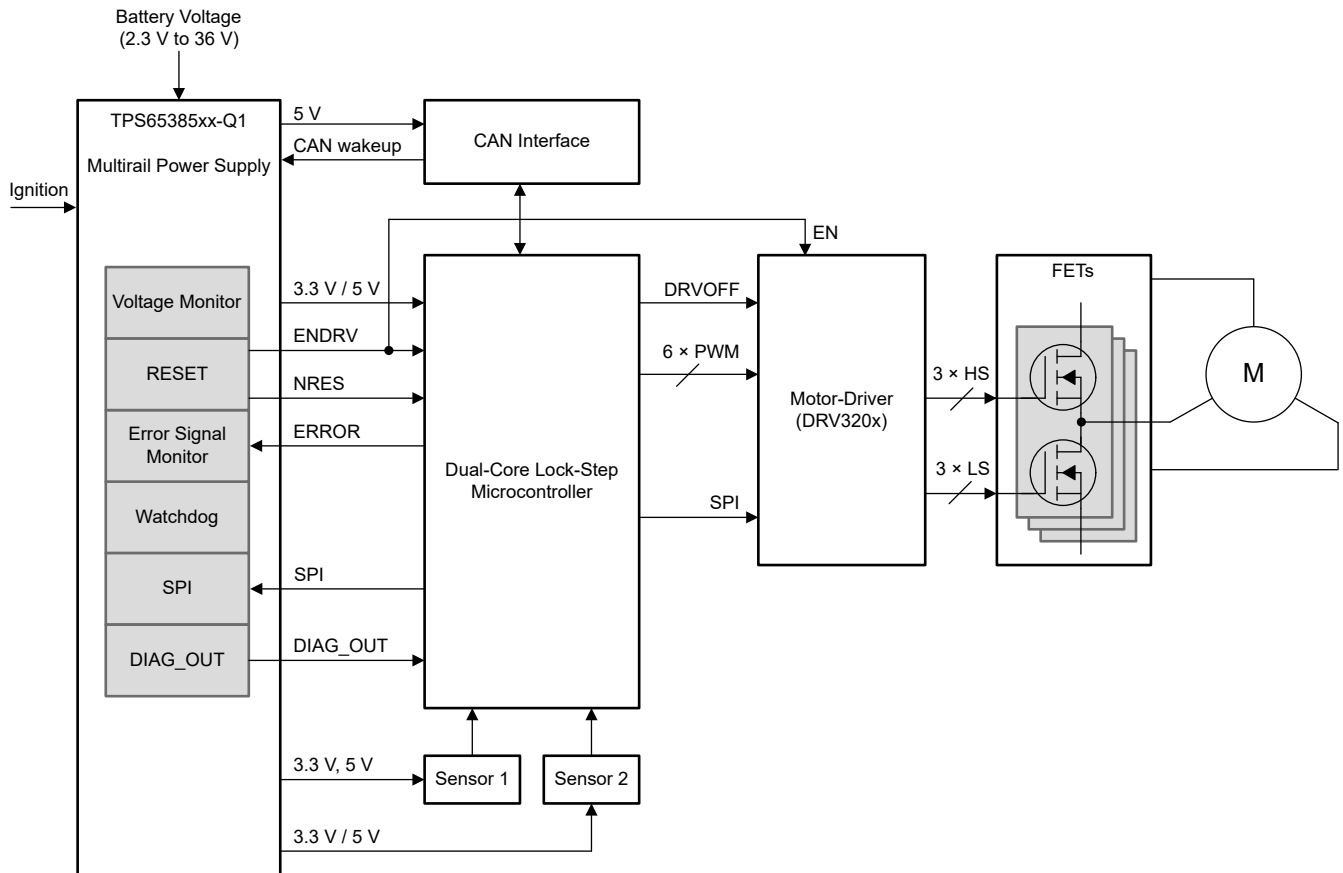 Battery Voltage
(2.3 V to 36 V)
TPS65385xx-Q1
Multirail Power Supply
Ignition
5 V
CAN wakeup
CAN Interface
EN
Voltage Monitor
RESET
Error Signal
Monitor
Watchdog
SPI
DIAG_OUT
3.3 V / 5 V
ENDRV
NRES
ERROR
SPI
DIAG_OUT
Dual-Core Lock-Step
Microcontroller
DRVOFF
6 × PWM
SPI
Motor-Driver
(DRV320x)
3 × HS
3 × LS
FETs
M
3.3 V, 5 V
Sensor 1
Sensor 2
3.3 V / 5 V